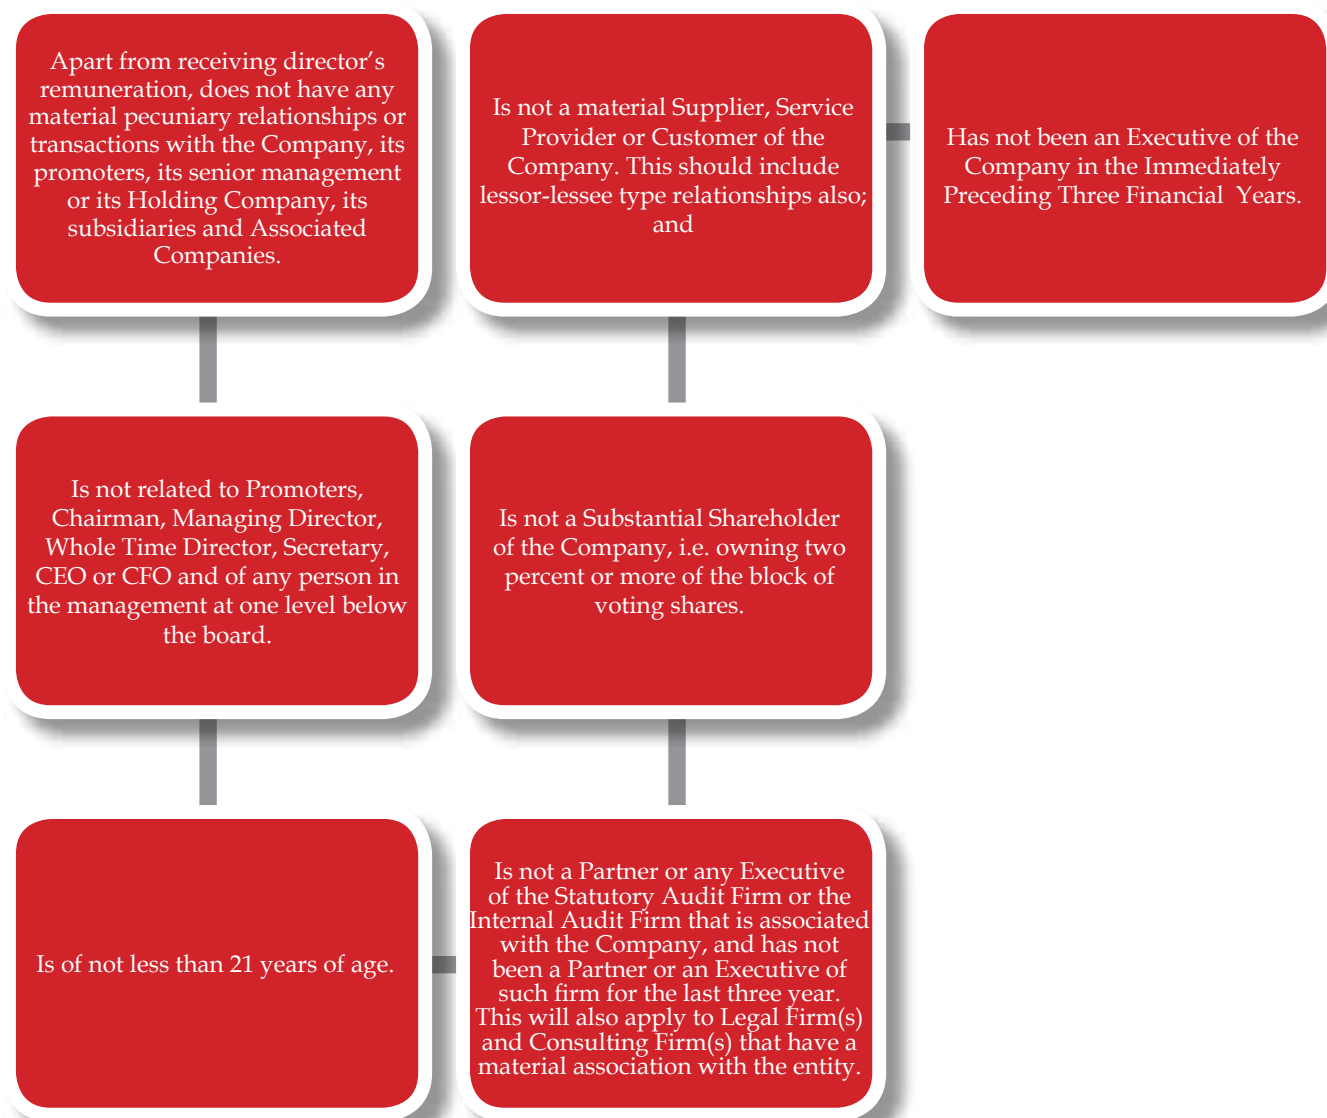 Apart from receiving director’s
remuneration, does not have any
material pecuniary relationships or
transactions with the Company, its
promoters, its senior management
or its Holding Company, its
subsidiaries and Associated
Companies.
Is not related to Promoters,
Chairman, Managing Director,
Whole Time Director, Secretary,
CEO or CFO and of any person in
the management at one level below
the board.
Is of not less than 21 years of age.
Is not a Partner or any Executive
of the Statutory Audit Firm or the
Internal Audit Firm that is associated
with the Company, and has not
been a Partner or an Executive of
such firm for the last three year.
This will also apply to Legal Firm(s)
and Consulting Firm(s) that have a
material association with the entity.
Is not a Substantial Shareholder
of the Company, i.e. owning two
percent or more of the block of
voting shares.
Is not a material Supplier, Service
Provider or Customer of the
Company. This should include
lessor-lessee type relationships also;
and
Has not been an Executive of the
Company in the Immediately
Preceding Three Financial Years.